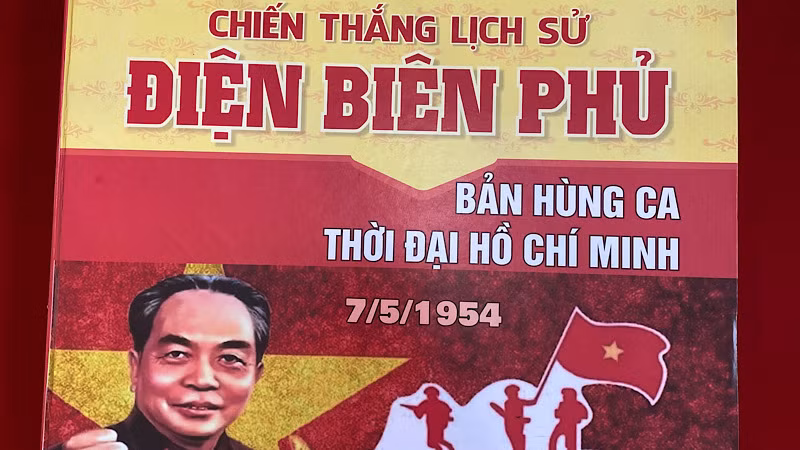 CHIẾN THẮNG LỊCH SỬ
ĐIỆN BIÊN PHỦ
BẢN HÙNG CA
THỜI ĐẠI HỒ CHÍ MINH
7/5/1954